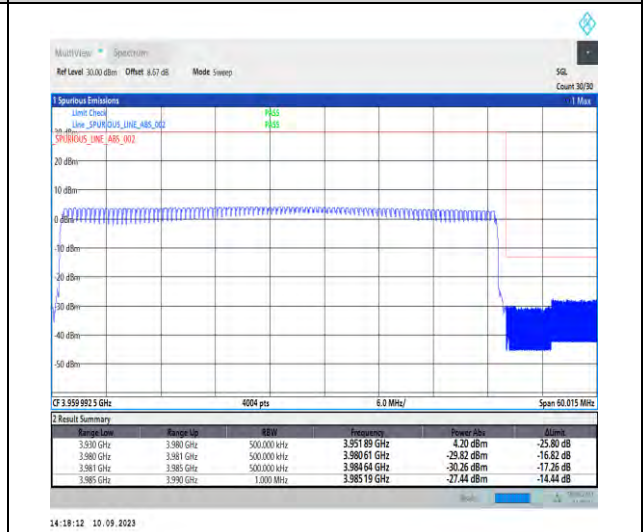 MultiView Spectrum
Ref Level 30.00 dBm Offset 8.67 dB Mode Sweep SGL
Count 30/30
1 Spurious Emissions 1 Max
Limit Check PASS
Line _SPURIOUS_LINE_ABS_002 PASS
_SPURIOUS_LINE_ABS_002
20 dBm
10 dBm
0 dBm
-10 dBm
-20 dBm
-30 dBm
-40 dBm
-50 dBm
CF 3.959 992 5 GHz 4004 pts 6.0 MHz/ Span 60.015 MHz
2 Result Summary
Range Low Range Up RBW Frequency Power Abs ΔLimit
3.930 GHz 3.980 GHz 500.000 kHz 3.951 89 GHz 4.20 dBm -25.80 dB
3.980 GHz 3.981 GHz 500.000 kHz 3.980 61 GHz -29.82 dBm -16.82 dB
3.981 GHz 3.985 GHz 500.000 kHz 3.984 64 GHz -30.26 dBm -17.26 dB
3.985 GHz 3.990 GHz 1.000 MHz 3.985 19 GHz -27.44 dBm -14.44 dB
14:18:12 10.09.2023